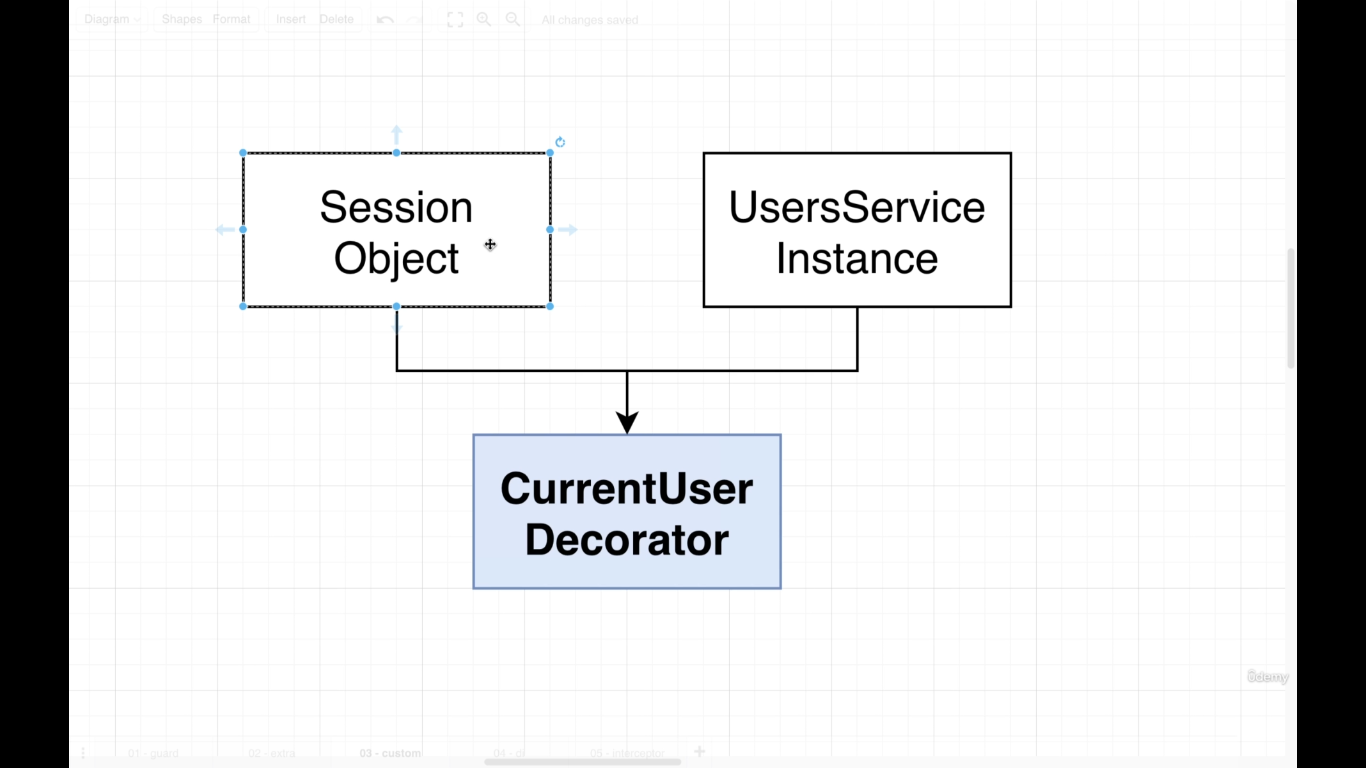 Diagram Shapes Format Insert Delete All changes saved
Session
Object
UsersService
Instance
CurrentUser
Decorator
ûdemy
01 - guard 02 - extra 03 - custom 04 - di 05 - interceptor